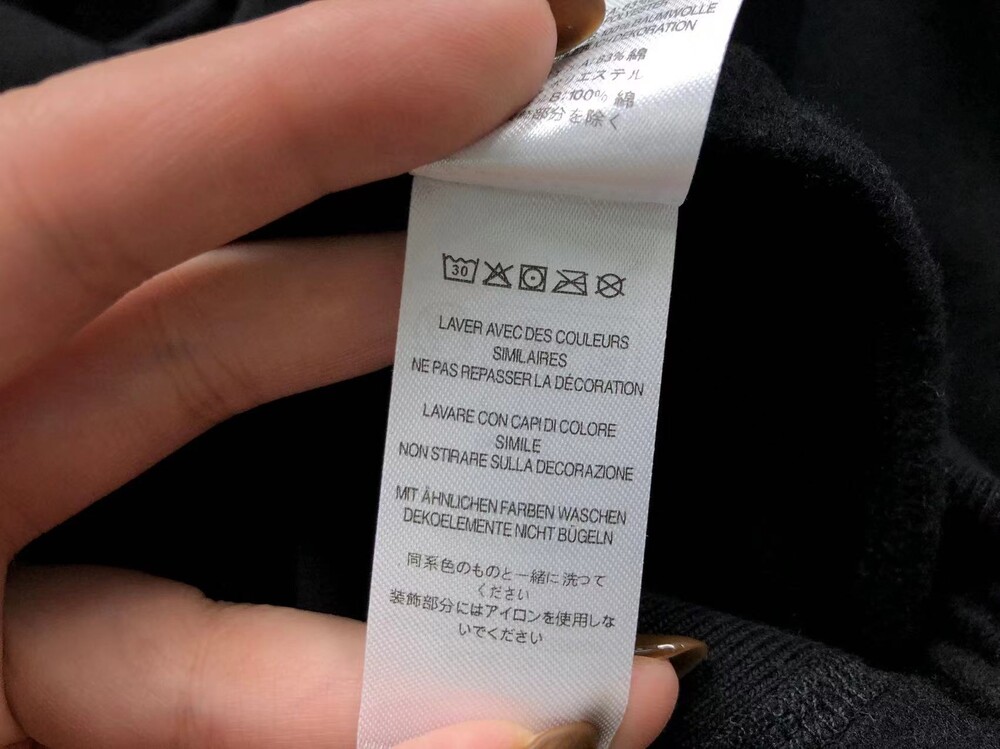 POLYESTER
100% BAUMWOLLE
DEKORATION
A: 83% 綿
リエステル
B: 100% 綿
部分を除く
30
LAVER AVEC DES COULEURS
SIMILAIRES
NE PAS REPASSER LA DÉCORATION
LAVARE CON CAPI DI COLORE
SIMILE
NON STIRARE SULLA DECORAZIONE
MIT ÄHNLICHEN FARBEN WASCHEN
DEKOELEMENTE NICHT BÜGELN
同系色のものと一緒に洗って
ください
装飾部分にはアイロンを使用しな
いでください